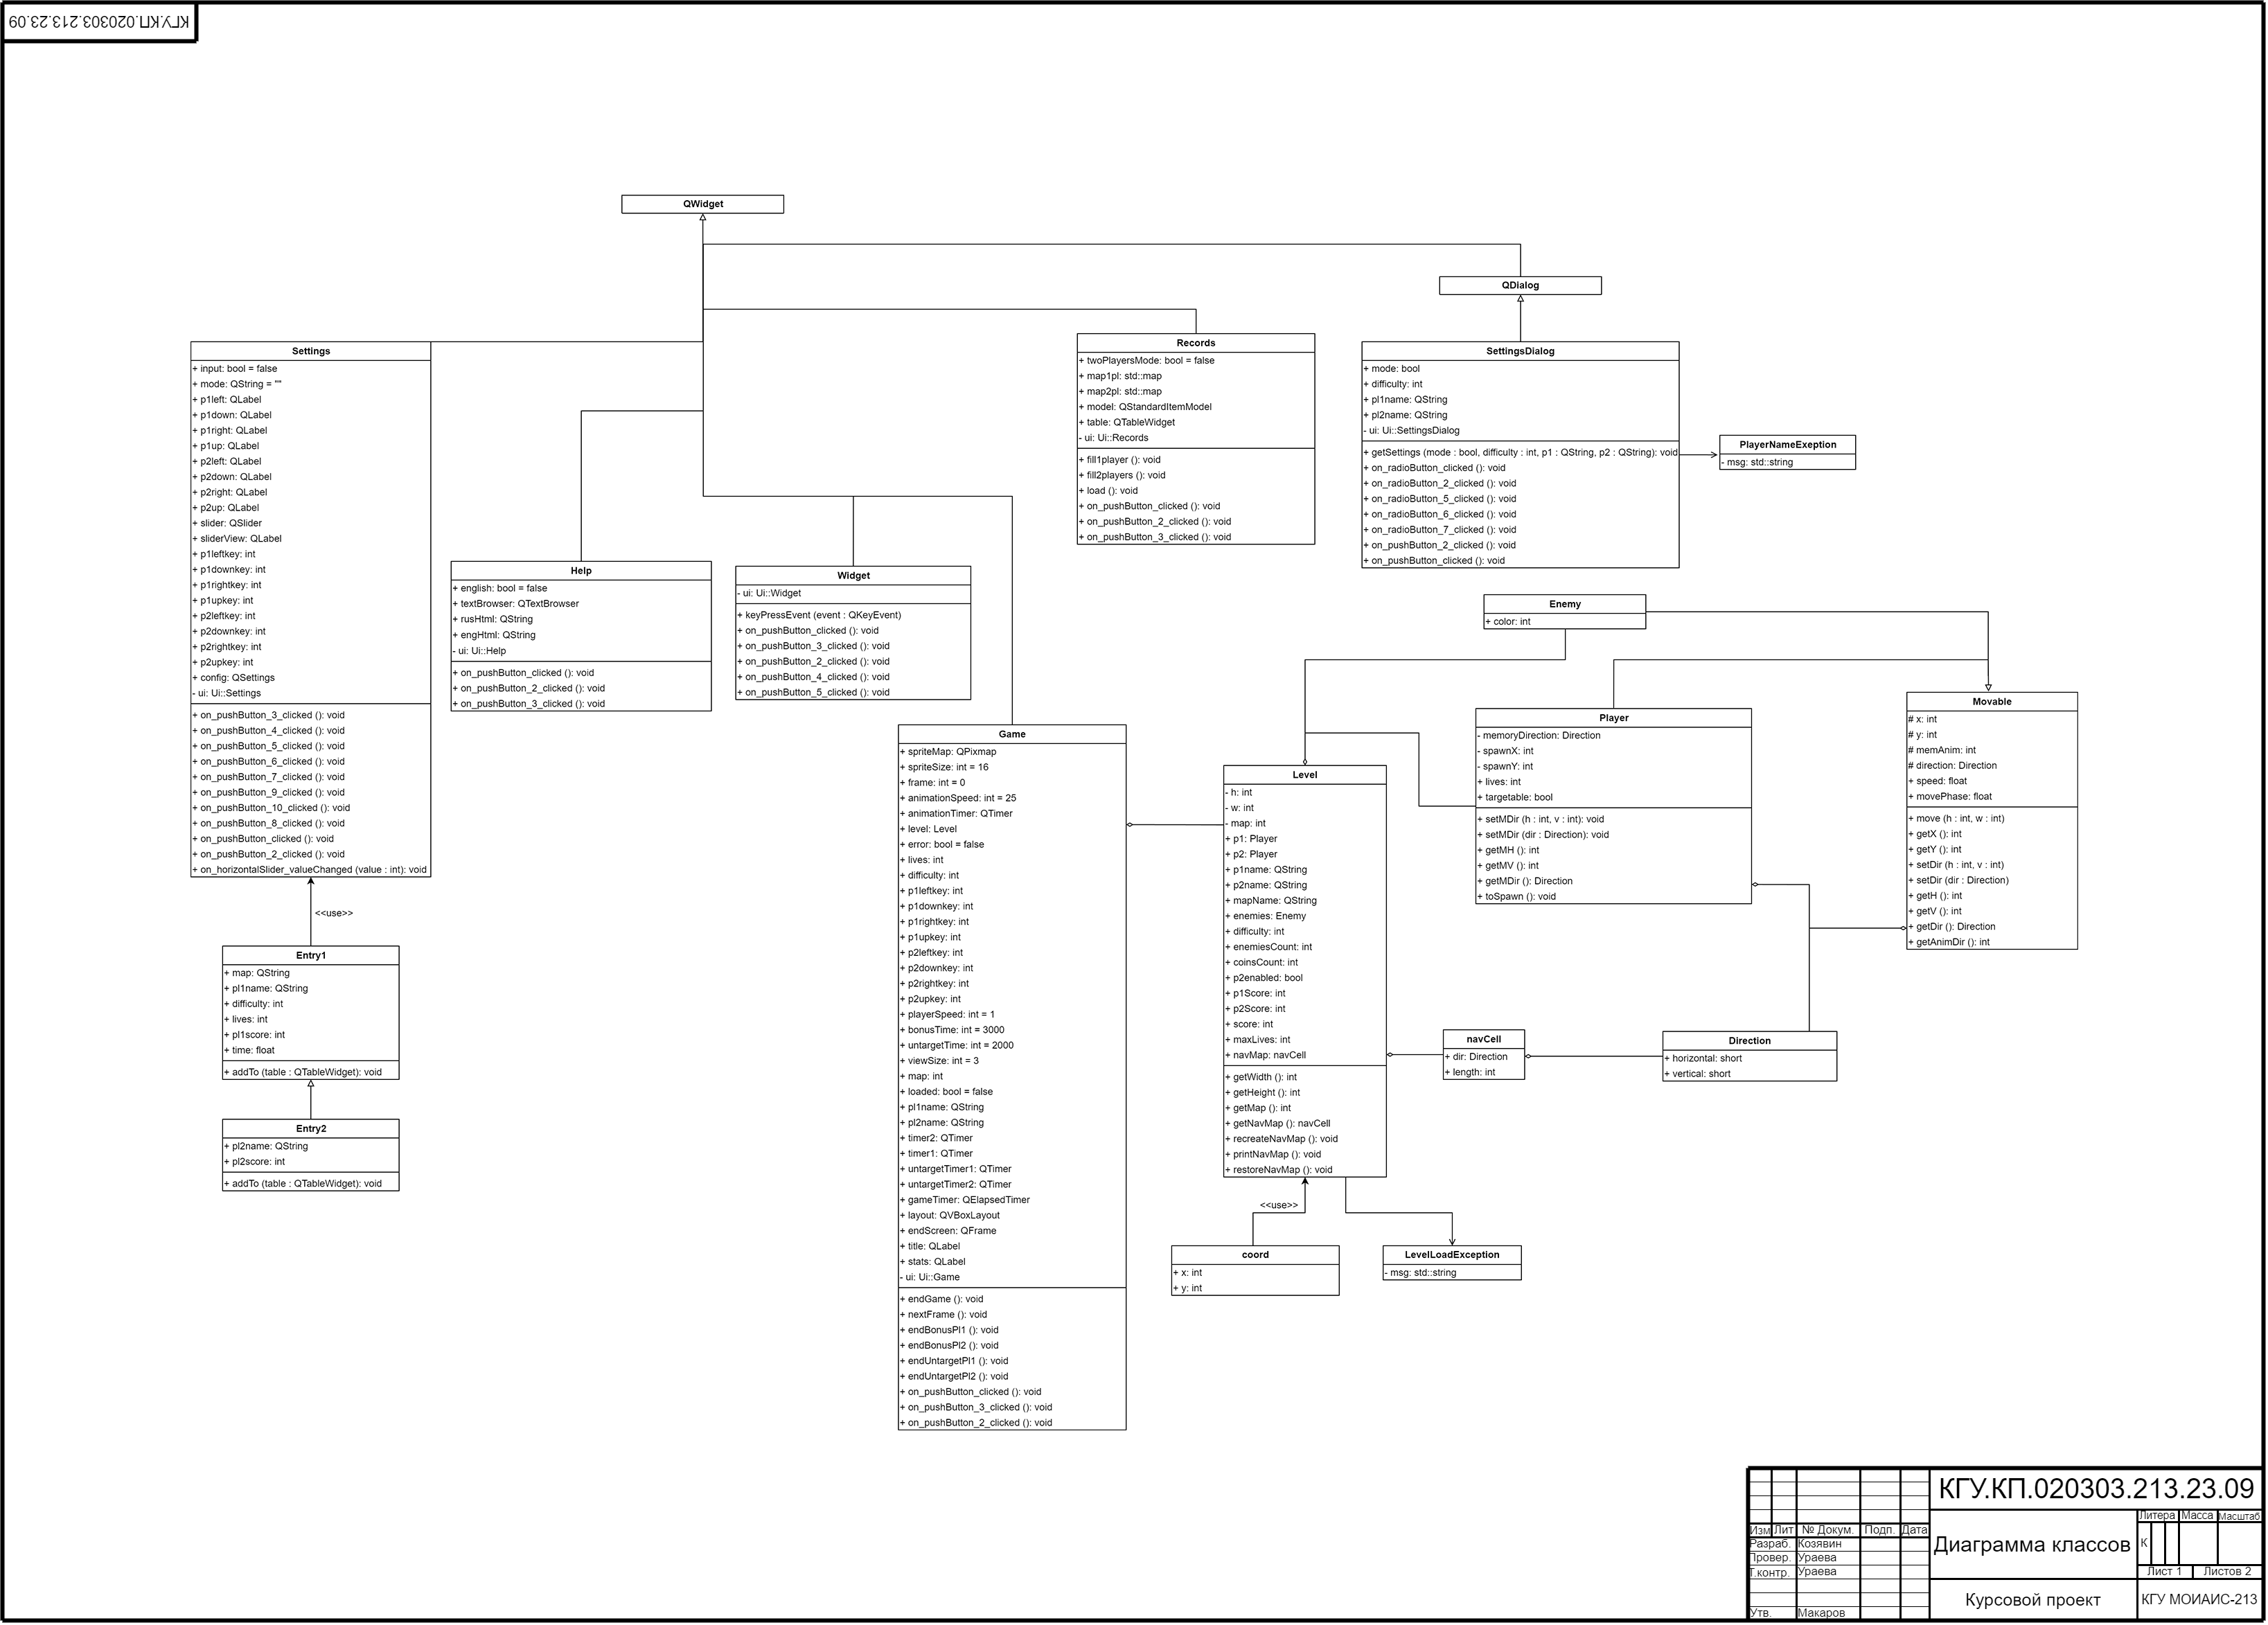 КГУ.КП.020303.213.23.09
QWidget
QDialog
Settings
+ input: bool = false
+ mode: QString = ""
+ p1left: QLabel
+ p1down: QLabel
+ p1right: QLabel
+ p1up: QLabel
+ p2left: QLabel
+ p2down: QLabel
+ p2right: QLabel
+ p2up: QLabel
+ slider: QSlider
+ sliderView: QLabel
+ p1leftkey: int
+ p1downkey: int
+ p1rightkey: int
+ p1upkey: int
+ p2leftkey: int
+ p2downkey: int
+ p2rightkey: int
+ p2upkey: int
+ config: QSettings
- ui: Ui::Settings
+ on_pushButton_3_clicked (): void
+ on_pushButton_4_clicked (): void
+ on_pushButton_5_clicked (): void
+ on_pushButton_6_clicked (): void
+ on_pushButton_7_clicked (): void
+ on_pushButton_9_clicked (): void
+ on_pushButton_10_clicked (): void
+ on_pushButton_8_clicked (): void
+ on_pushButton_clicked (): void
+ on_pushButton_2_clicked (): void
+ on_horizontalSlider_valueChanged (value : int): void
<<use>>
Entry1
+ map: QString
+ pl1name: QString
+ difficulty: int
+ lives: int
+ pl1score: int
+ time: float
+ addTo (table : QTableWidget): void
Entry2
+ pl2name: QString
+ pl2score: int
+ addTo (table : QTableWidget): void
Help
+ english: bool = false
+ textBrowser: QTextBrowser
+ rusHtml: QString
+ engHtml: QString
- ui: Ui::Help
+ on_pushButton_clicked (): void
+ on_pushButton_2_clicked (): void
+ on_pushButton_3_clicked (): void
Widget
- ui: Ui::Widget
+ keyPressEvent (event : QKeyEvent)
+ on_pushButton_clicked (): void
+ on_pushButton_3_clicked (): void
+ on_pushButton_2_clicked (): void
+ on_pushButton_4_clicked (): void
+ on_pushButton_5_clicked (): void
Records
+ twoPlayersMode: bool = false
+ map1pl: std::map
+ map2pl: std::map
+ model: QStandardItemModel
+ table: QTableWidget
- ui: Ui::Records
+ fill1player (): void
+ fill2players (): void
+ load (): void
+ on_pushButton_clicked (): void
+ on_pushButton_2_clicked (): void
+ on_pushButton_3_clicked (): void
SettingsDialog
+ mode: bool
+ difficulty: int
+ pl1name: QString
+ pl2name: QString
- ui: Ui::SettingsDialog
+ getSettings (mode : bool, difficulty : int, p1 : QString, p2 : QString): void
+ on_radioButton_clicked (): void
+ on_radioButton_2_clicked (): void
+ on_radioButton_5_clicked (): void
+ on_radioButton_6_clicked (): void
+ on_radioButton_7_clicked (): void
+ on_pushButton_2_clicked (): void
+ on_pushButton_clicked (): void
PlayerNameExeption
- msg: std::string
Game
+ spriteMap: QPixmap
+ spriteSize: int = 16
+ frame: int = 0
+ animationSpeed: int = 25
+ animationTimer: QTimer
+ level: Level
+ error: bool = false
+ lives: int
+ difficulty: int
+ p1leftkey: int
+ p1downkey: int
+ p1rightkey: int
+ p1upkey: int
+ p2leftkey: int
+ p2downkey: int
+ p2rightkey: int
+ p2upkey: int
+ playerSpeed: int = 1
+ bonusTime: int = 3000
+ untargetTime: int = 2000
+ viewSize: int = 3
+ map: int
+ loaded: bool = false
+ pl1name: QString
+ pl2name: QString
+ timer2: QTimer
+ timer1: QTimer
+ untargetTimer1: QTimer
+ untargetTimer2: QTimer
+ gameTimer: QElapsedTimer
+ layout: QVBoxLayout
+ endScreen: QFrame
+ title: QLabel
+ stats: QLabel
- ui: Ui::Game
+ endGame (): void
+ nextFrame (): void
+ endBonusPl1 (): void
+ endBonusPl2 (): void
+ endUntargetPl1 (): void
+ endUntargetPl2 (): void
+ on_pushButton_clicked (): void
+ on_pushButton_3_clicked (): void
+ on_pushButton_2_clicked (): void
Enemy
+ color: int
Level
- h: int
- w: int
- map: int
+ p1: Player
+ p2: Player
+ p1name: QString
+ p2name: QString
+ mapName: QString
+ enemies: Enemy
+ difficulty: int
+ enemiesCount: int
+ coinsCount: int
+ p2enabled: bool
+ p1Score: int
+ p2Score: int
+ score: int
+ maxLives: int
+ navMap: navCell
+ getWidth (): int
+ getHeight (): int
+ getMap (): int
+ getNavMap (): navCell
+ recreateNavMap (): void
+ printNavMap (): void
+ restoreNavMap (): void
<<use>>
coord
+ x: int
+ y: int
LevelLoadException
- msg: std::string
Player
- memoryDirection: Direction
- spawnX: int
- spawnY: int
+ lives: int
+ targetable: bool
+ setMDir (h : int, v : int): void
+ setMDir (dir : Direction): void
+ getMH (): int
+ getMV (): int
+ getMDir (): Direction
+ toSpawn (): void
Movable
# x: int
# y: int
# memAnim: int
# direction: Direction
+ speed: float
+ movePhase: float
+ move (h : int, w : int)
+ getX (): int
+ getY (): int
+ setDir (h : int, v : int)
+ setDir (dir : Direction)
+ getH (): int
+ getV (): int
+ getDir (): Direction
+ getAnimDir (): int
navCell
+ dir: Direction
+ length: int
Direction
+ horizontal: short
+ vertical: short
КГУ.КП.020303.213.23.09
Изм Лит № Докум. Подп. Дата
Разраб. Козявин
Провер. Ураева
Т.контр. Ураева
Утв. Макаров
Диаграмма классов
Литера Масса Масштаб
К
Лист 1 Листов 2
Курсовой проект
КГУ МОИАИС-213